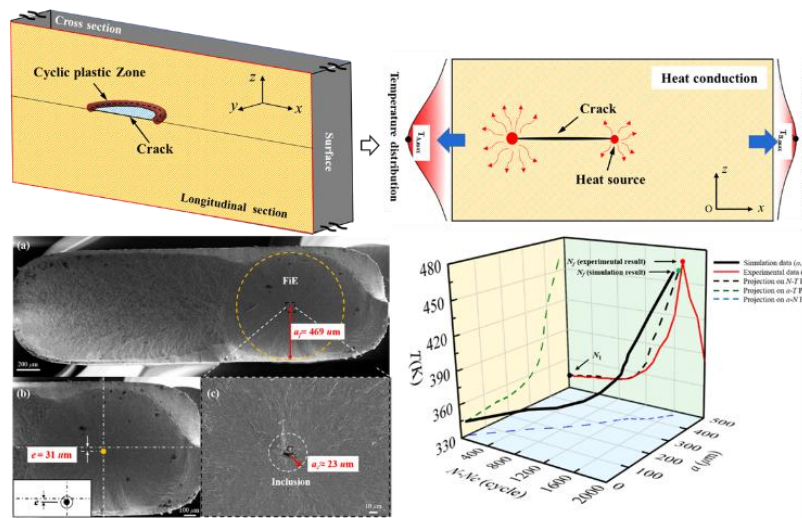 Cross section
Cyclic plastic Zone
Crack
z
y
x
Surface
Longitudinal section
Temperature distribution
Heat conduction
Crack
Heat source
z
O
x
(a)
FiE
a_f= 469 um
200 μm
(b)
e = 31 um
e
100 μm
(c)
a_i= 23 um
Inclusion
10 μm
480
450
420
390
360
330
T(K)
N_f (experimental result)
N_f (simulation result)
N_i
400
800
1200
1600
2000
0
100
200
300
400
500
a (μm)
Simulation data (a,
Experimental data (
Projection on N-T P
Projection on a-T P
Projection on a-N P